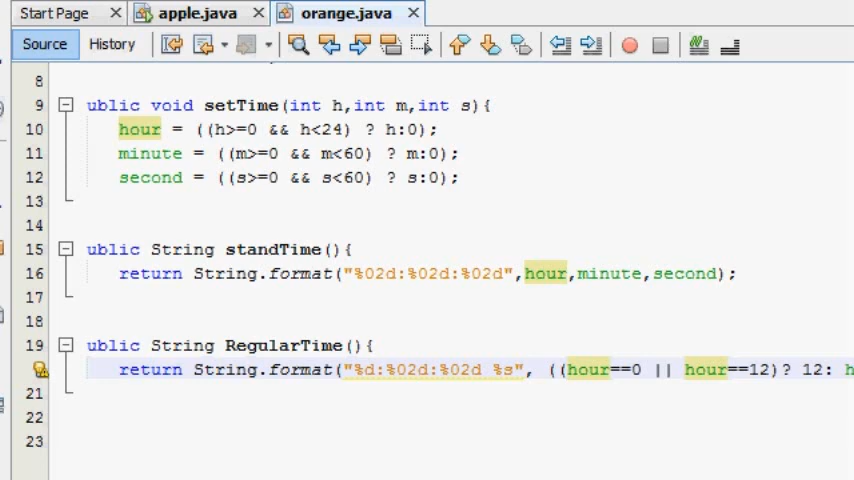 Start Page apple.java orange.java
Source History
8
9 ublic void setTime(int h,int m,int s){
10 hour = ((h>=0 && h<24) ? h:0);
11 minute = ((m>=0 && m<60) ? m:0);
12 second = ((s>=0 && s<60) ? s:0);
13
14
15 ublic String standTime(){
16 return String.format("%02d:%02d:%02d",hour,minute,second);
17
18
19 ublic String RegularTime(){
return String.format("%d:%02d:%02d %s", ((hour==0 || hour==12)? 12: h
21
22
23